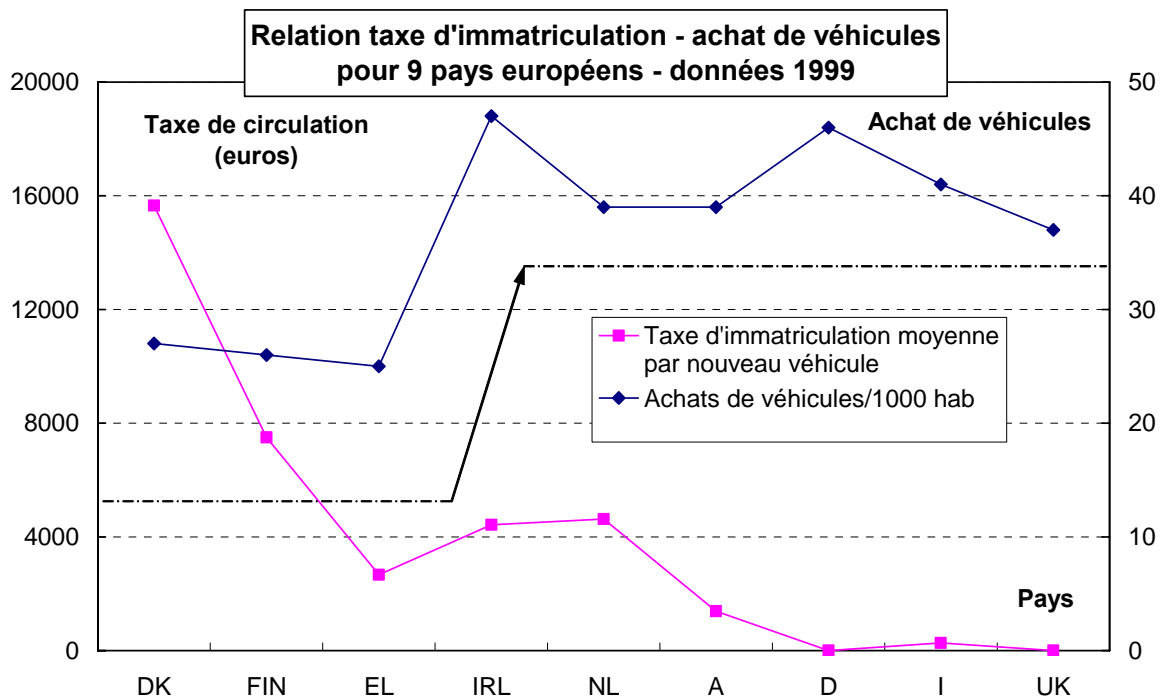 Relation taxe d'immatriculation - achat de véhicules
pour 9 pays européens - données 1999
20000
16000
12000
8000
4000
0
Taxe de circulation
(euros)
Achat de véhicules
50
40
30
20
10
0
Taxe d'immatriculation moyenne
par nouveau véhicule
Achats de véhicules/1000 hab
Pays
DK FIN EL IRL NL A D I UK